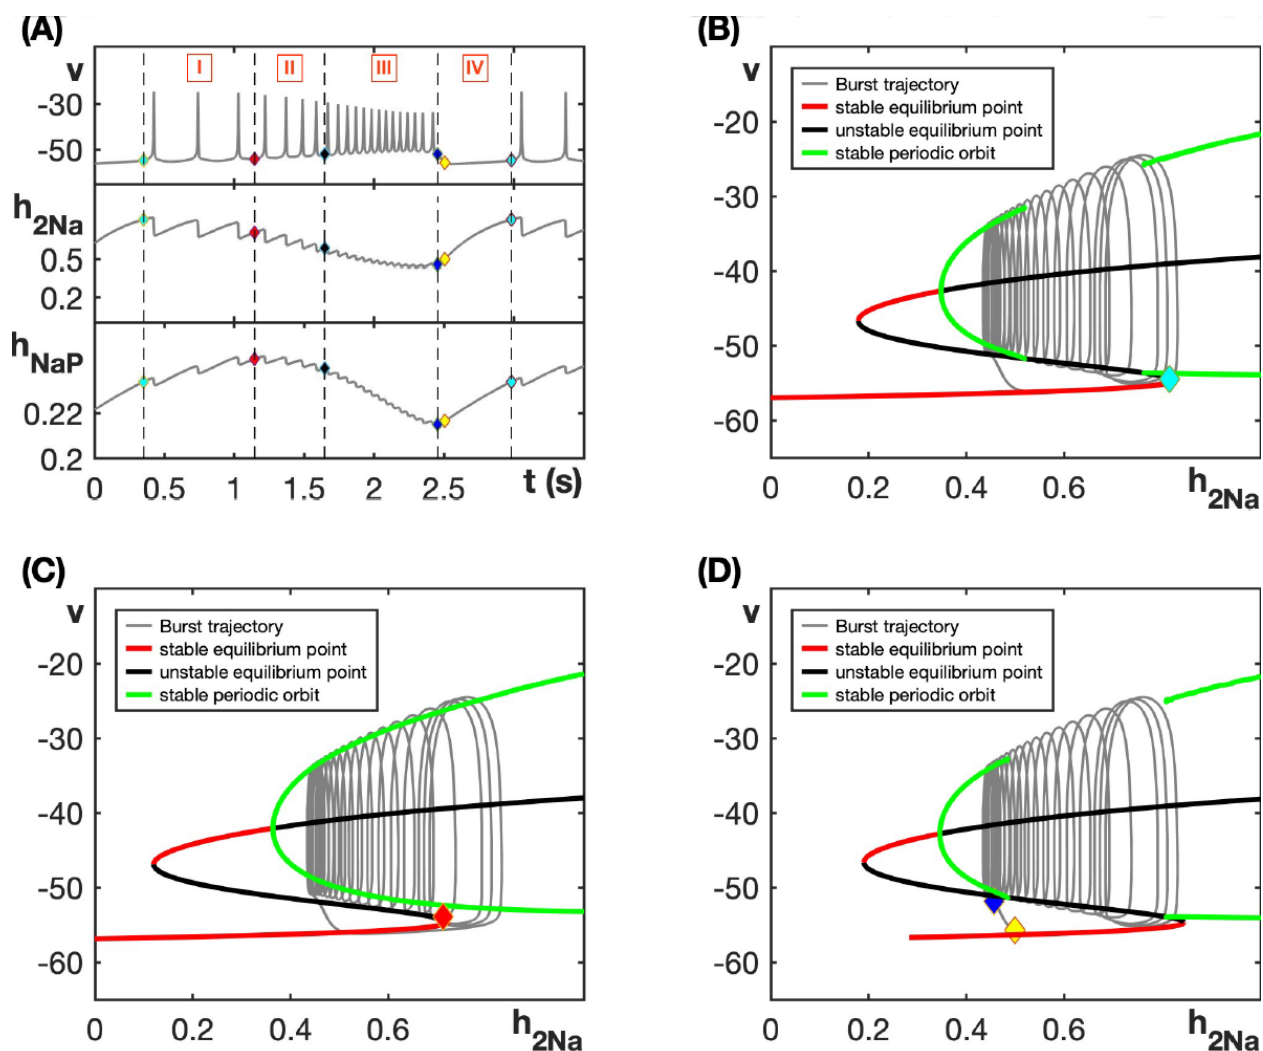 (A)
v
-30
-50
I
II
III
IV
h2Na
0.5
0.2
hNaP
0.22
0.2
0
0.5
1
1.5
2
2.5
t (s)
(B)
v
-20
-30
-40
-50
-60
Burst trajectory
stable equilibrium point
unstable equilibrium point
stable periodic orbit
0
0.2
0.4
0.6
h2Na
(C)
v
-20
-30
-40
-50
-60
Burst trajectory
stable equilibrium point
unstable equilibrium point
stable periodic orbit
0
0.2
0.4
0.6
h2Na
(D)
v
-20
-30
-40
-50
-60
Burst trajectory
stable equilibrium point
unstable equilibrium point
stable periodic orbit
0
0.2
0.4
0.6
h2Na